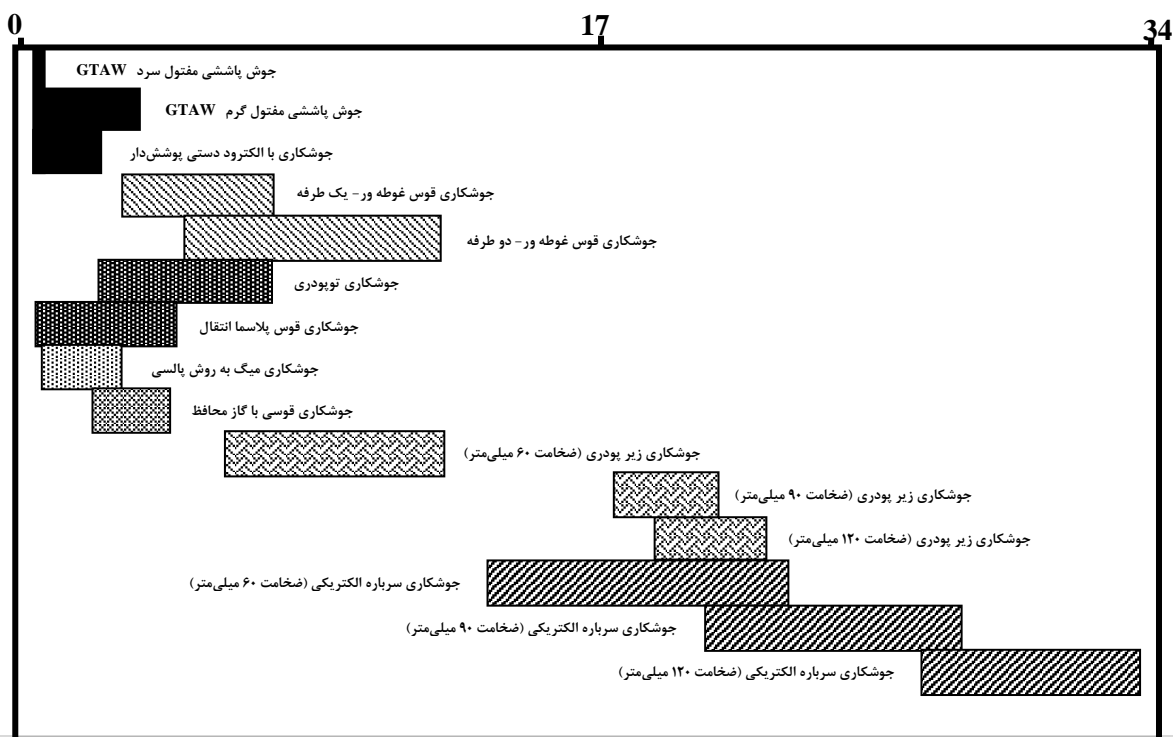 0 17 34
جوش پاششی مفتول سرد GTAW
جوش پاششی مفتول گرم GTAW
جوشکاری با الکترود دستی پوشش‌دار
جوشکاری قوس غوطه ور- یک طرفه
جوشکاری قوس غوطه ور- دو طرفه
جوشکاری توپودری
جوشکاری قوس پلاسما انتقال
جوشکاری میگ به روش پالسی
جوشکاری قوسی با گاز محافظ
جوشکاری زیر پودری (ضخامت ۶۰ میلی‌متر)
جوشکاری زیر پودری (ضخامت ۹۰ میلی‌متر)
جوشکاری زیر پودری (ضخامت ۱۲۰ میلی‌متر)
جوشکاری سرباره الکتریکی (ضخامت ۶۰ میلی‌متر)
جوشکاری سرباره الکتریکی (ضخامت ۹۰ میلی‌متر)
جوشکاری سرباره الکتریکی (ضخامت ۱۲۰ میلی‌متر)